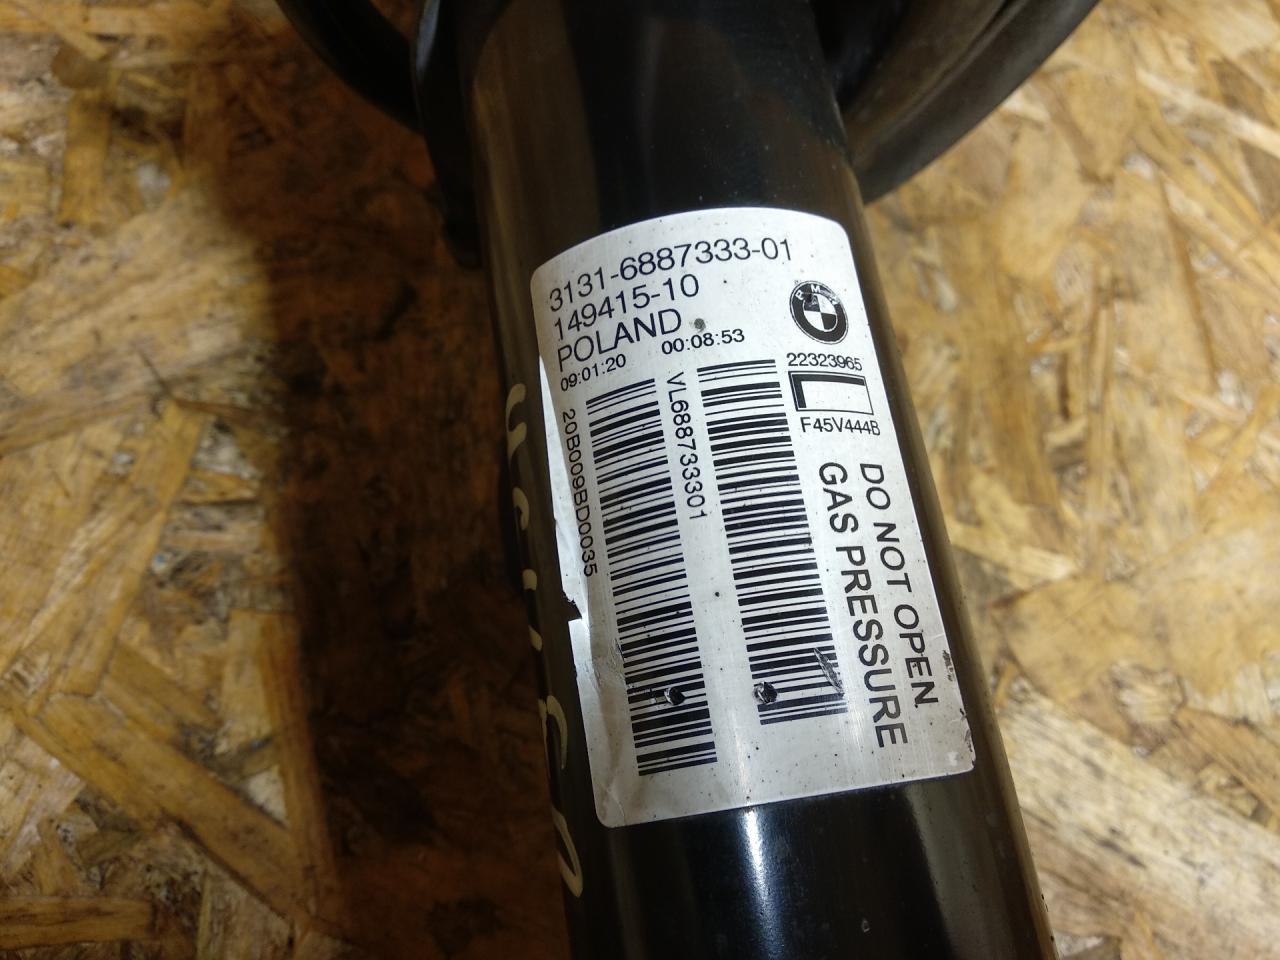 3131-6887333-01
149415-10
POLAND
09:01:20 00:08:53
BMW
22323965
F45V444B
20B009BD0035
VL688733301
DO NOT OPEN
GAS PRESSURE